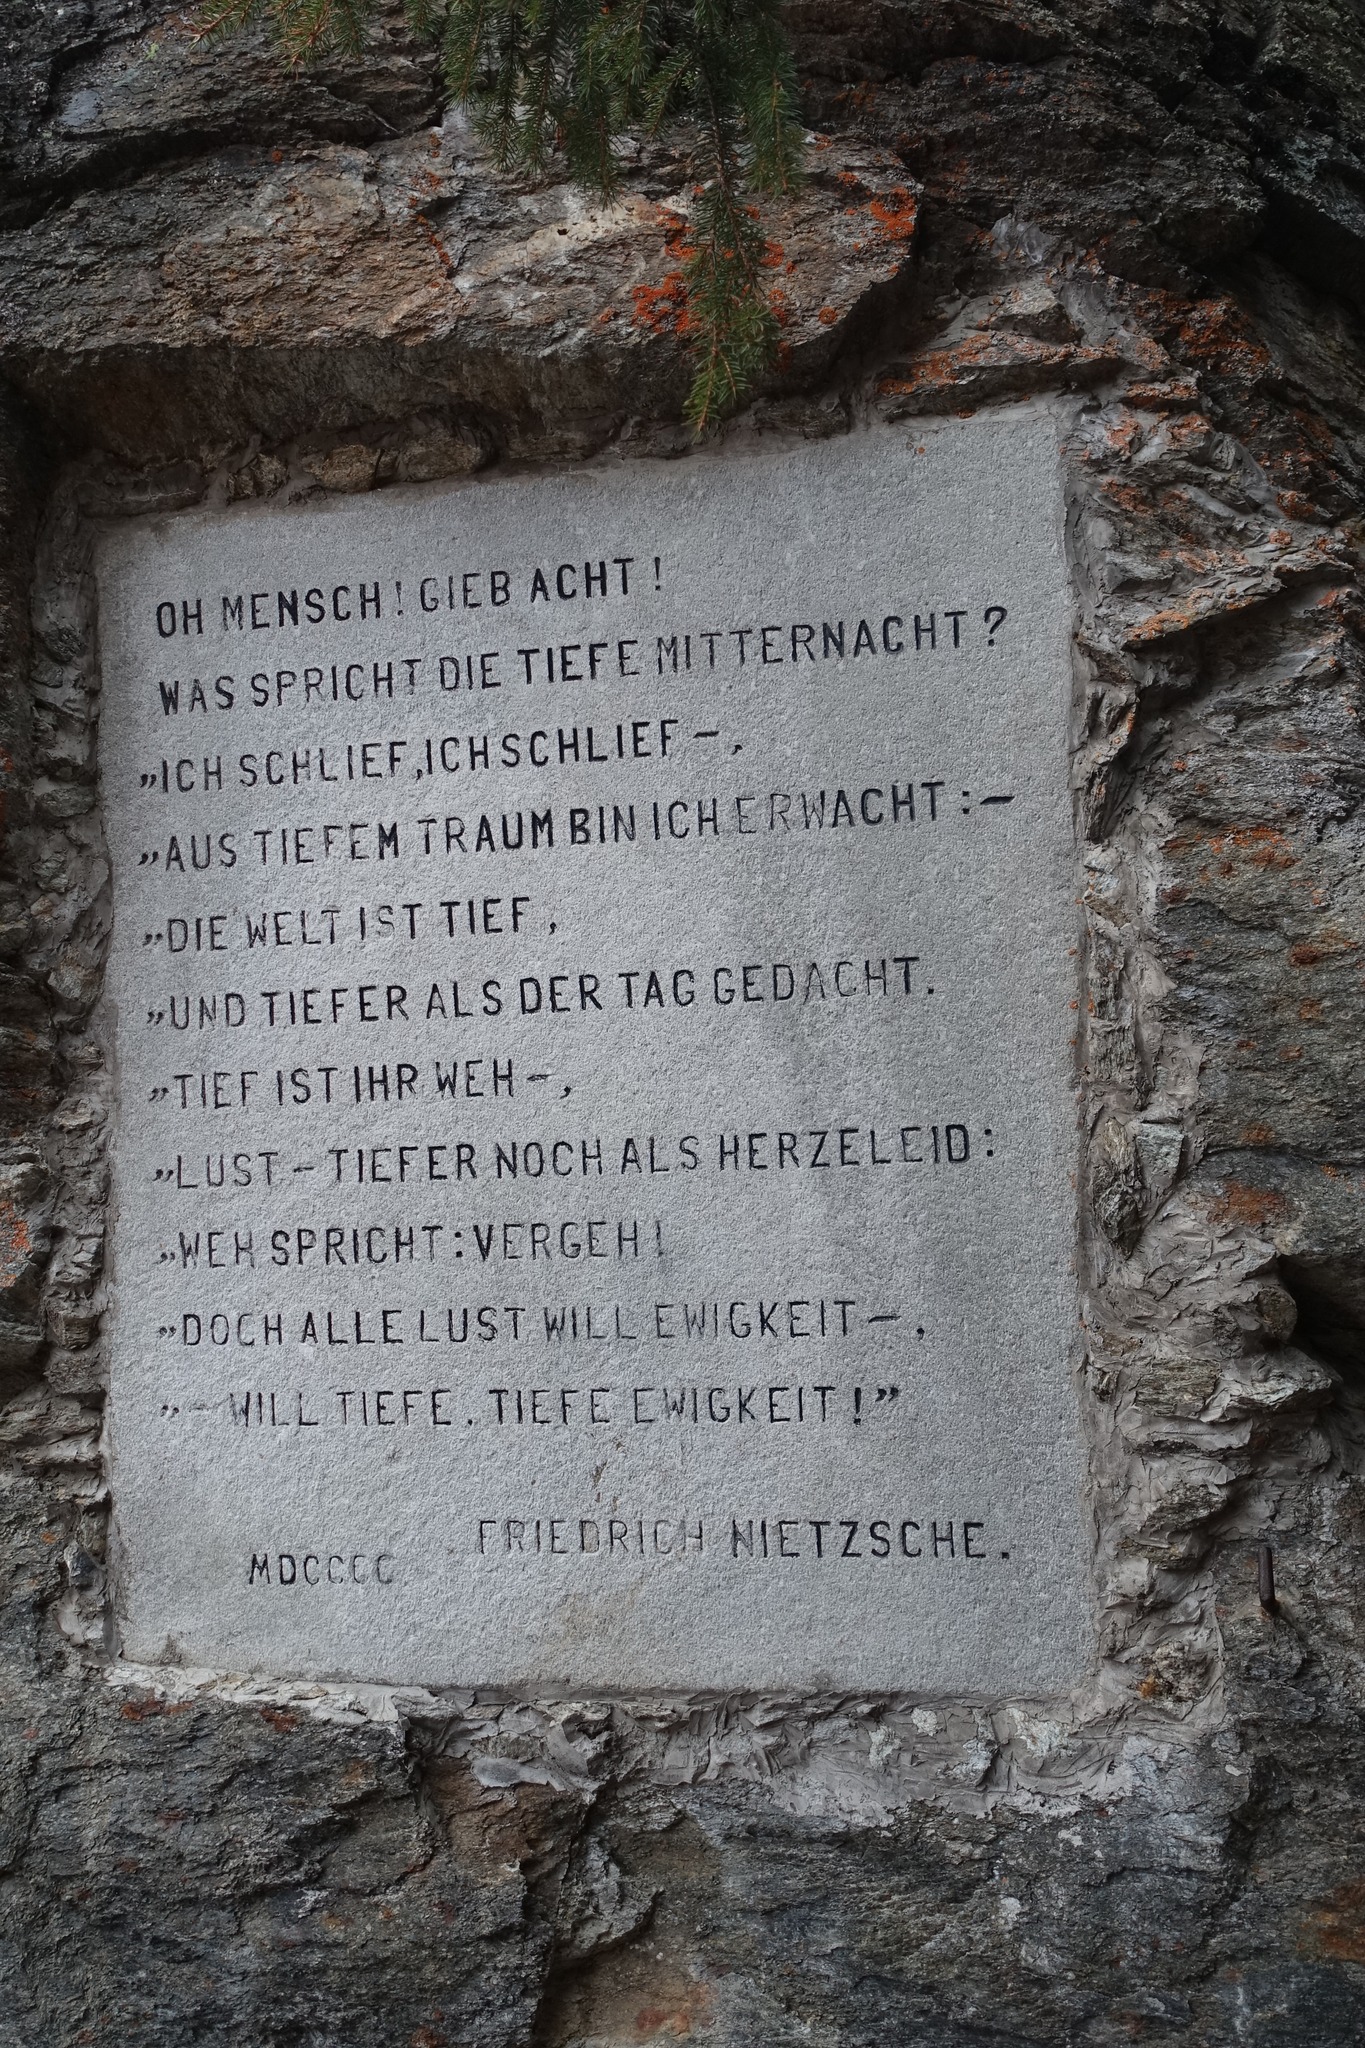 OH MENSCH! GIEB ACHT!
WAS SPRICHT DIE TIEFE MITTERNACHT?
„ICH SCHLIEF, ICH SCHLIEF –,
„AUS TIEFEM TRAUM BIN ICH ERWACHT: –
„DIE WELT IST TIEF,
„UND TIEFER ALS DER TAG GEDACHT.
„TIEF IST IHR WEH –,
„LUST – TIEFER NOCH ALS HERZELEID:
„WEH SPRICHT: VERGEH!
„DOCH ALLE LUST WILL EWIGKEIT –,
„– WILL TIEFE. TIEFE EWIGKEIT!”
FRIEDRICH NIETZSCHE.
MDCCCC